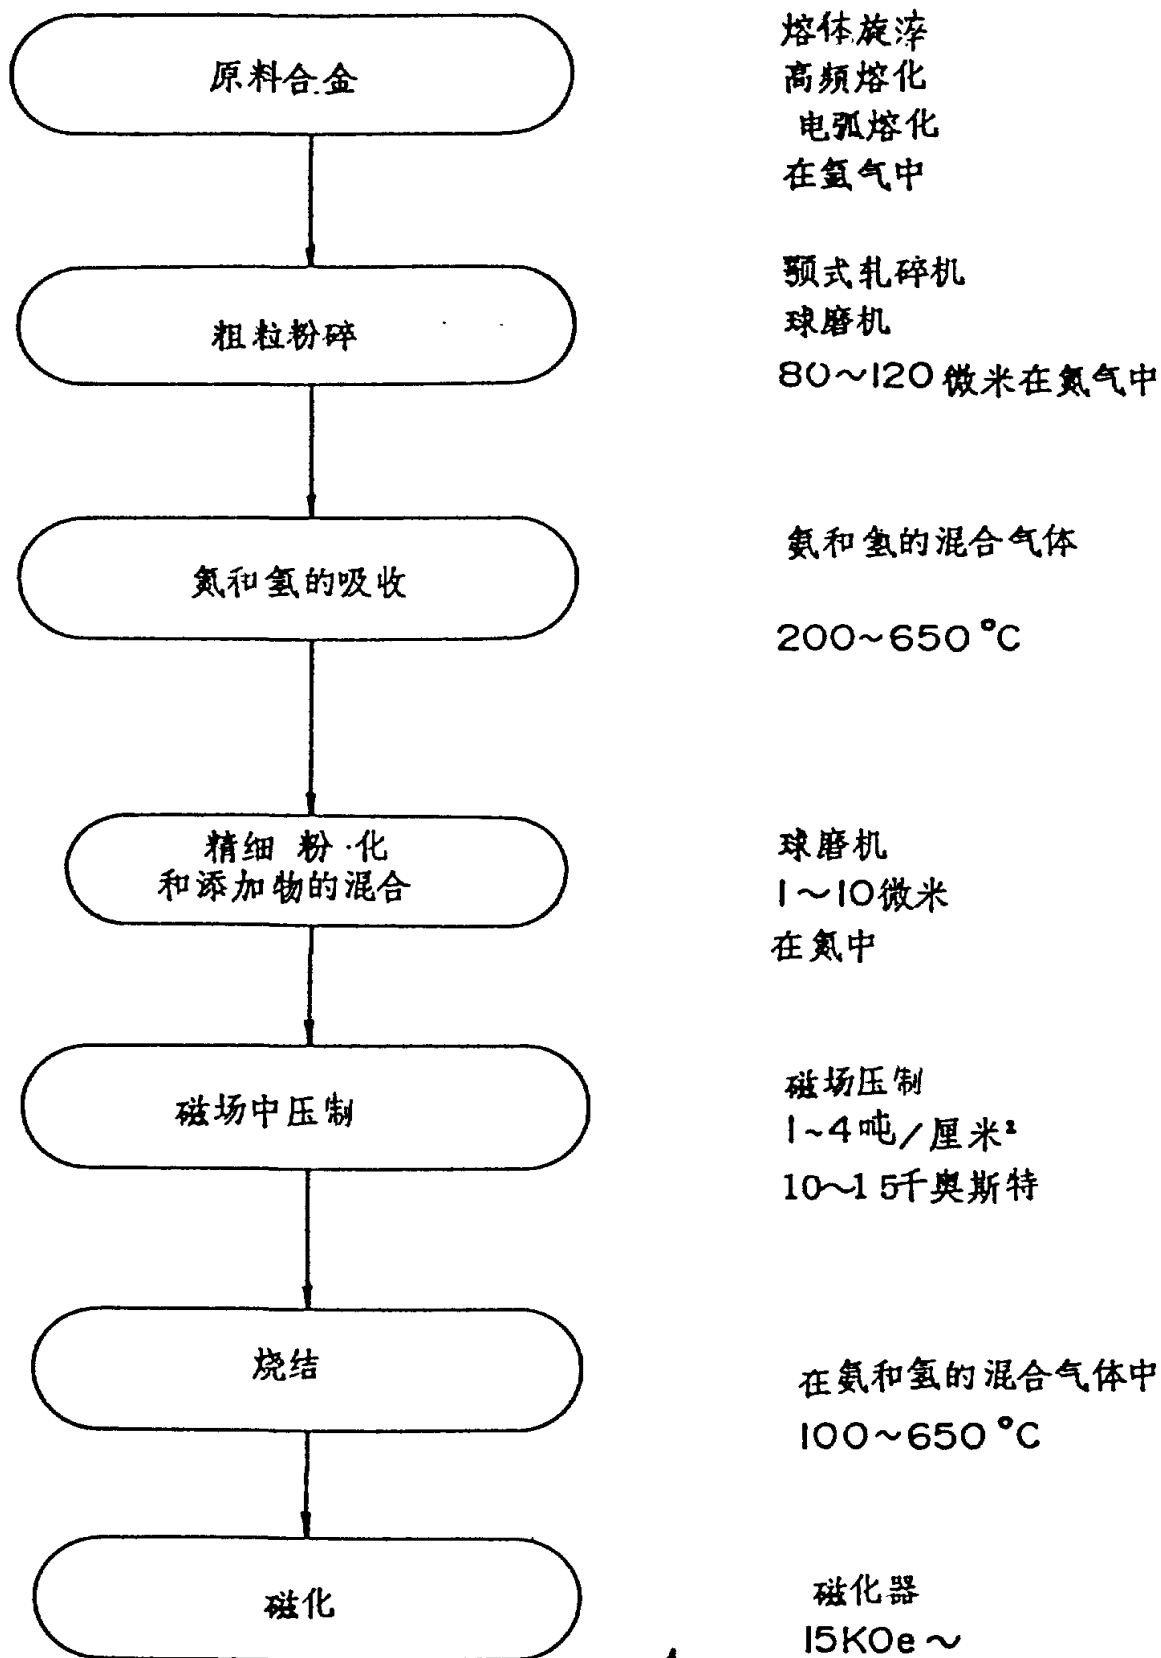 原料合金
熔体旋淬
高频熔化
电弧熔化
在氩气中
粗粒粉碎
颚式轧碎机
球磨机
80~120微米在氮气中
氮和氢的吸收
氨和氢的混合气体
200~650°C
精细粉化
和添加物的混合
球磨机
1~10微米
在氮中
磁场中压制
磁场压制
1~4吨/厘米²
10~15千奥斯特
烧结
在氨和氢的混合气体中
100~650°C
磁化
磁化器
15KOe~